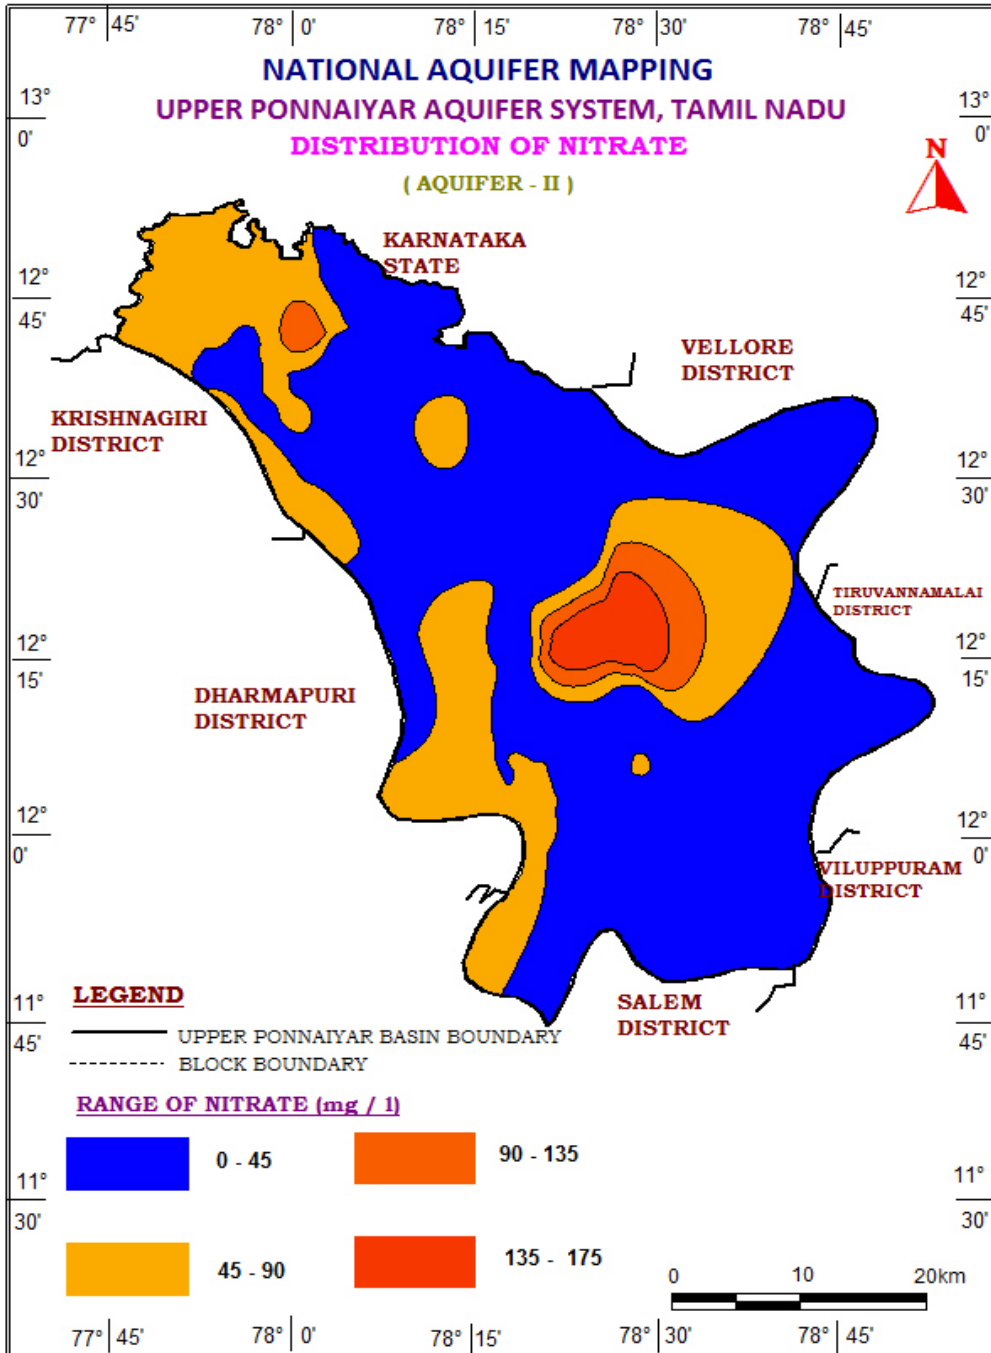 77° 45' 78° 0' 78° 15' 78° 30' 78° 45'
NATIONAL AQUIFER MAPPING
UPPER PONNAIYAR AQUIFER SYSTEM, TAMIL NADU
DISTRIBUTION OF NITRATE
( AQUIFER - II )
N
13°
0'
13°
0'
KARNATAKA
STATE
12°
45'
12°
45'
VELLORE
DISTRICT
KRISHNAGIRI
DISTRICT
12°
30'
12°
30'
TIRUVANNAMALAI
DISTRICT
12°
15'
12°
15'
DHARMAPURI
DISTRICT
12°
0'
12°
0'
VILUPPURAM
DISTRICT
SALEM
DISTRICT
11°
45'
11°
45'
LEGEND
UPPER PONNAIYAR BASIN BOUNDARY
BLOCK BOUNDARY
RANGE OF NITRATE (mg / l)
0 - 45
90 - 135
45 - 90
135 - 175
11°
30'
11°
30'
0 10 20km
77° 45' 78° 0' 78° 15' 78° 30' 78° 45'